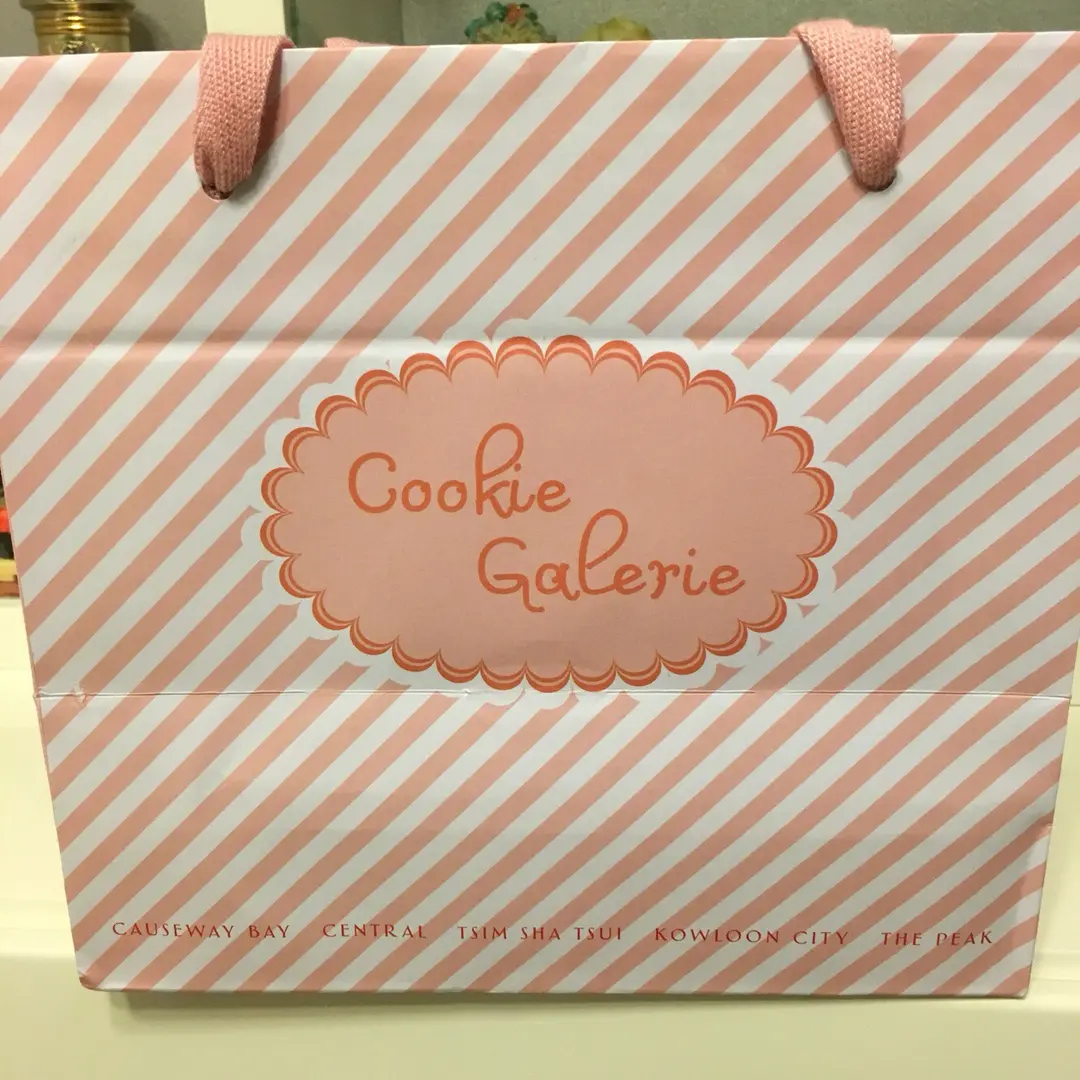 Cookie
Galerie
CAUSEWAY BAY CENTRAL TSIM SHA TSUI KOWLOON CITY THE PEAK